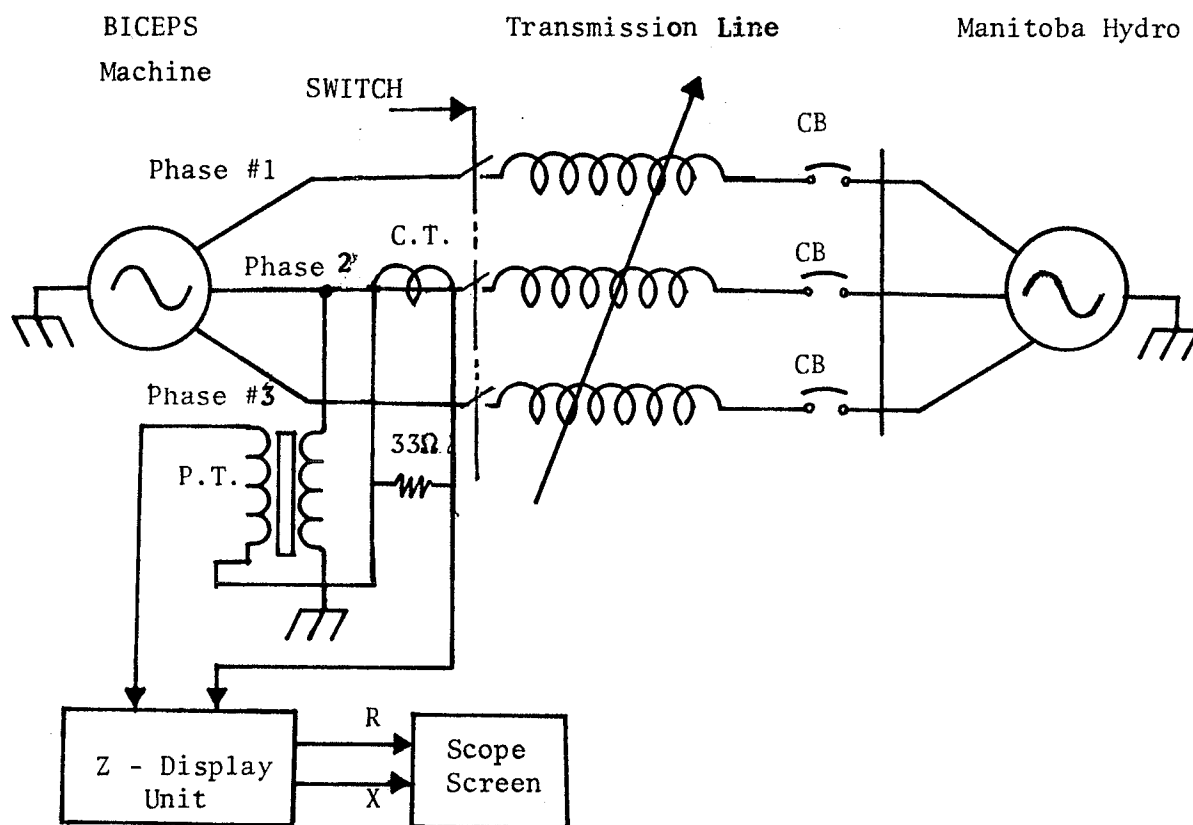 BICEPS
Machine
Transmission Line
Manitoba Hydro
SWITCH
CB
Phase #1
C.T.
CB
Phase 2
CB
Phase #3
33Ω
P.T.
R
Z - Display
Unit
X
Scope
Screen